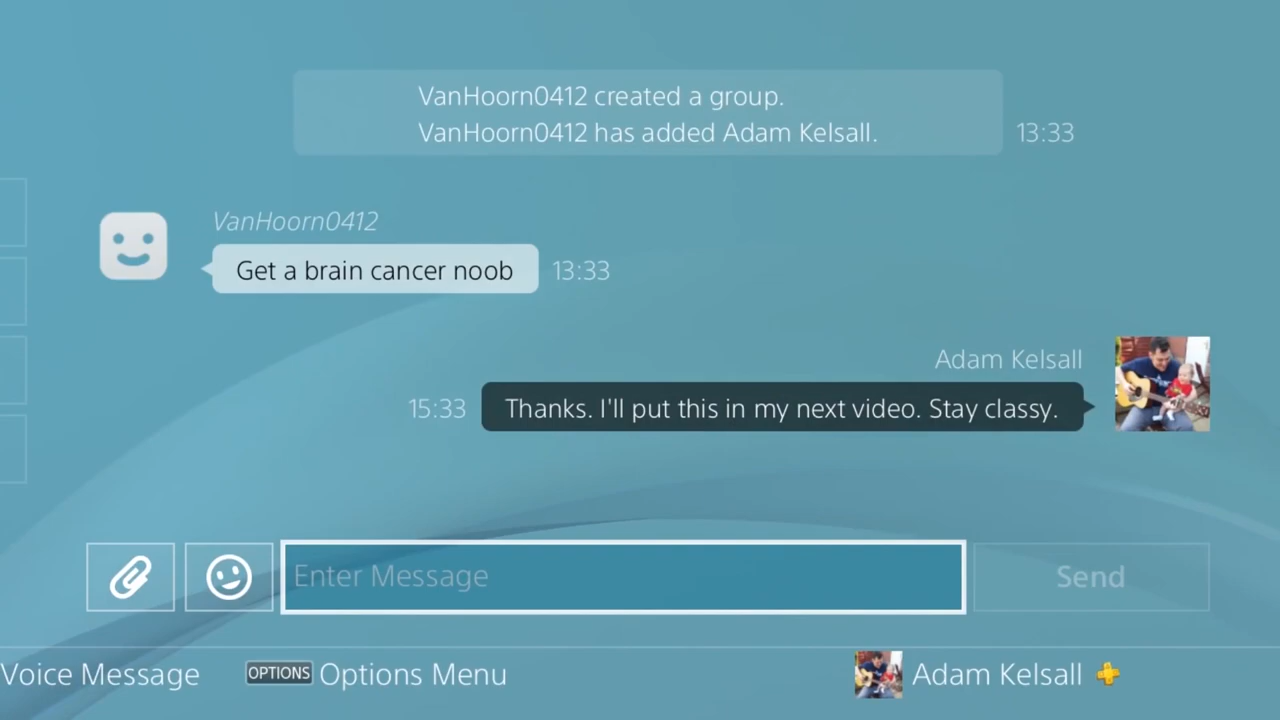 VanHoorn0412 created a group.
VanHoorn0412 has added Adam Kelsall.
13:33
VanHoorn0412
Get a brain cancer noob
13:33
Adam Kelsall
15:33
Thanks. I'll put this in my next video. Stay classy.
Enter Message
Send
Voice Message
OPTIONS Options Menu
Adam Kelsall